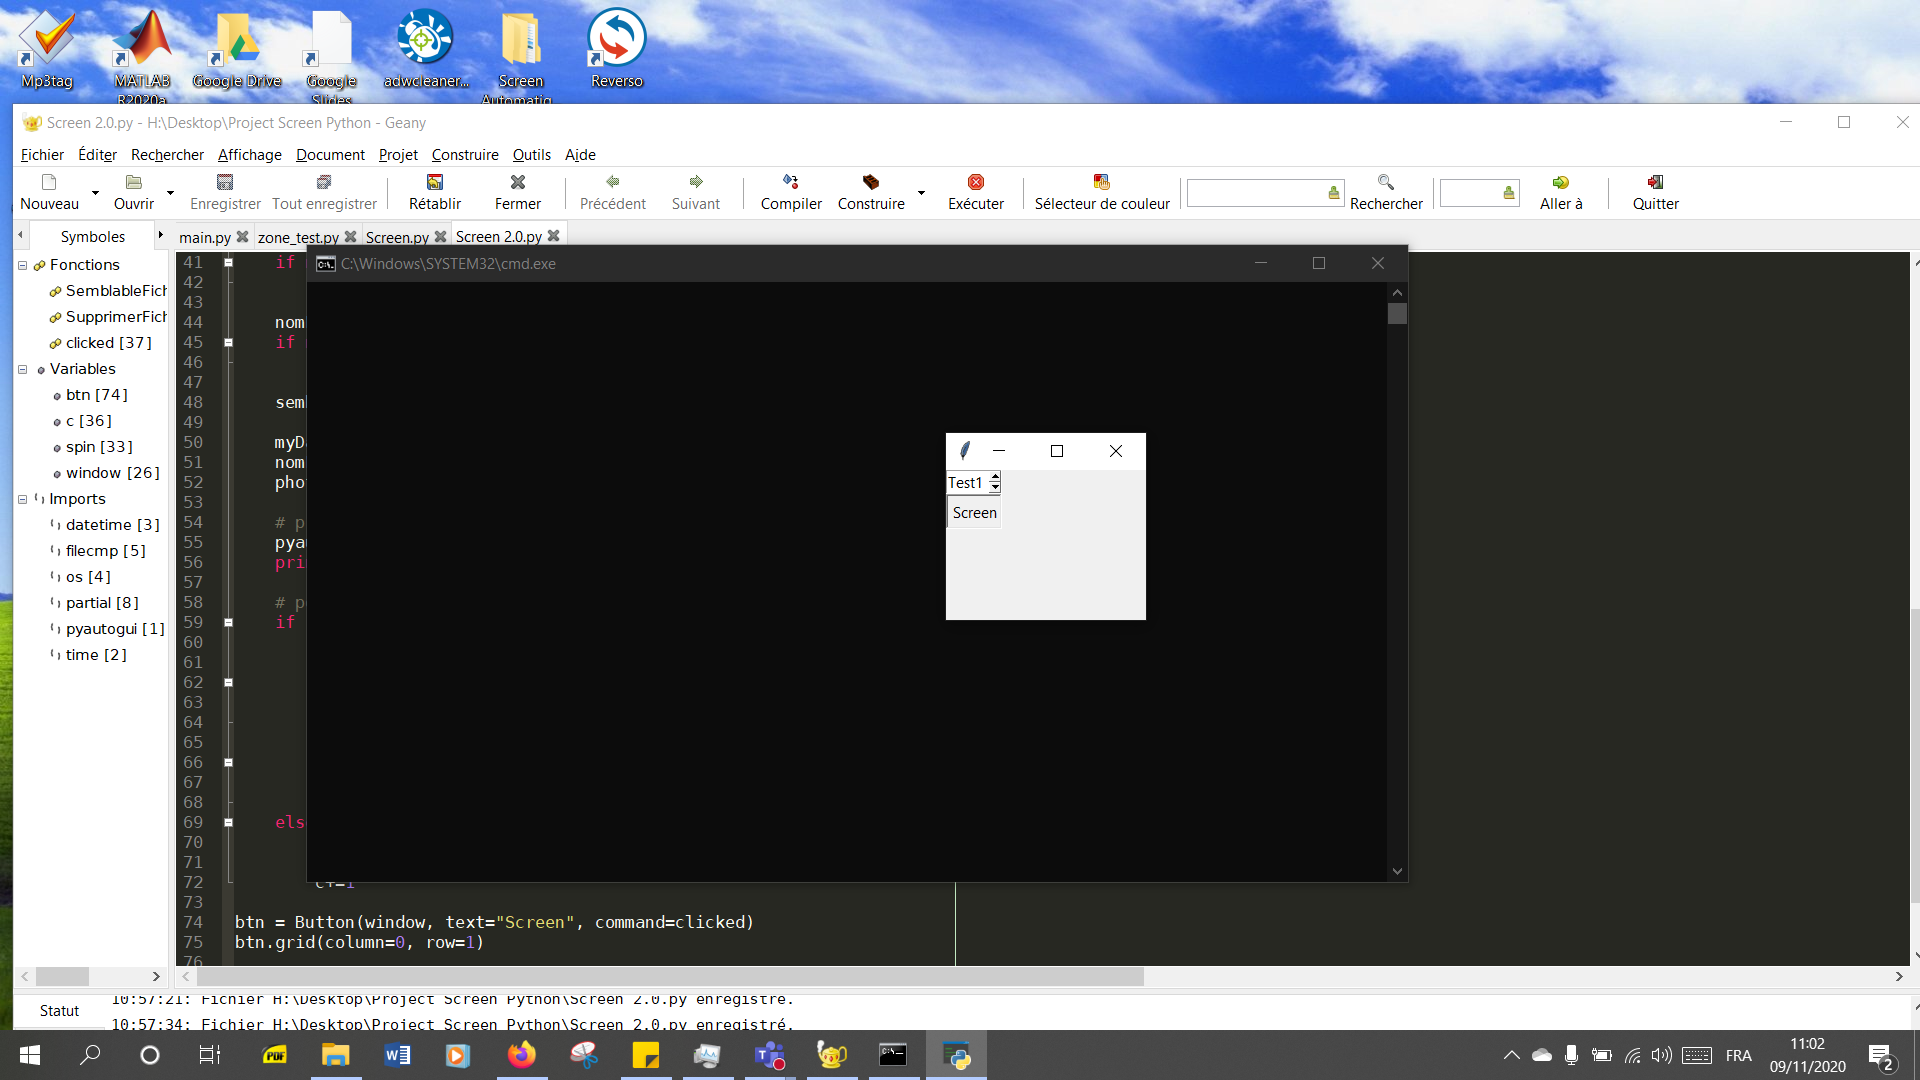 Mp3tag
MATLAB R2020a
Google Drive
Google Slides
adwcleaner...
Screen Automatiq
Reverso
Screen 2.0.py - H:\Desktop\Project Screen Python - Geany
Fichier Éditer Rechercher Affichage Document Projet Construire Outils Aide
Nouveau Ouvrir Enregistrer Tout enregistrer Rétablir Fermer Précédent Suivant Compiler Construire Exécuter Sélecteur de couleur Rechercher Aller à Quitter
Symboles
main.py zone_test.py Screen.py Screen 2.0.py
Fonctions
SemblableFich
SupprimerFich
clicked [37]
Variables
btn [74]
c [36]
spin [33]
window [26]
Imports
datetime [3]
filecmp [5]
os [4]
partial [8]
pyautogui [1]
time [2]
C:\Windows\SYSTEM32\cmd.exe
Test1
Screen
41 if
42
43
44 nom
45 if
46
47
48 sem
49
50 myD
51 nom
52 pho
53
54 # p
55 pya
56 pri
57
58 # p
59 if
60
61
62
63
64
65
66
67
68
69 els
70
71
72 c+=1
73
74 btn = Button(window, text="Screen", command=clicked)
75 btn.grid(column=0, row=1)
76
Statut
10:57:21: Fichier H:\Desktop\Project Screen Python\Screen 2.0.py enregistré.
10:57:34: Fichier H:\Desktop\Project Screen Python\Screen 2.0.py enregistré.
PDF
FRA
11:02
09/11/2020
2